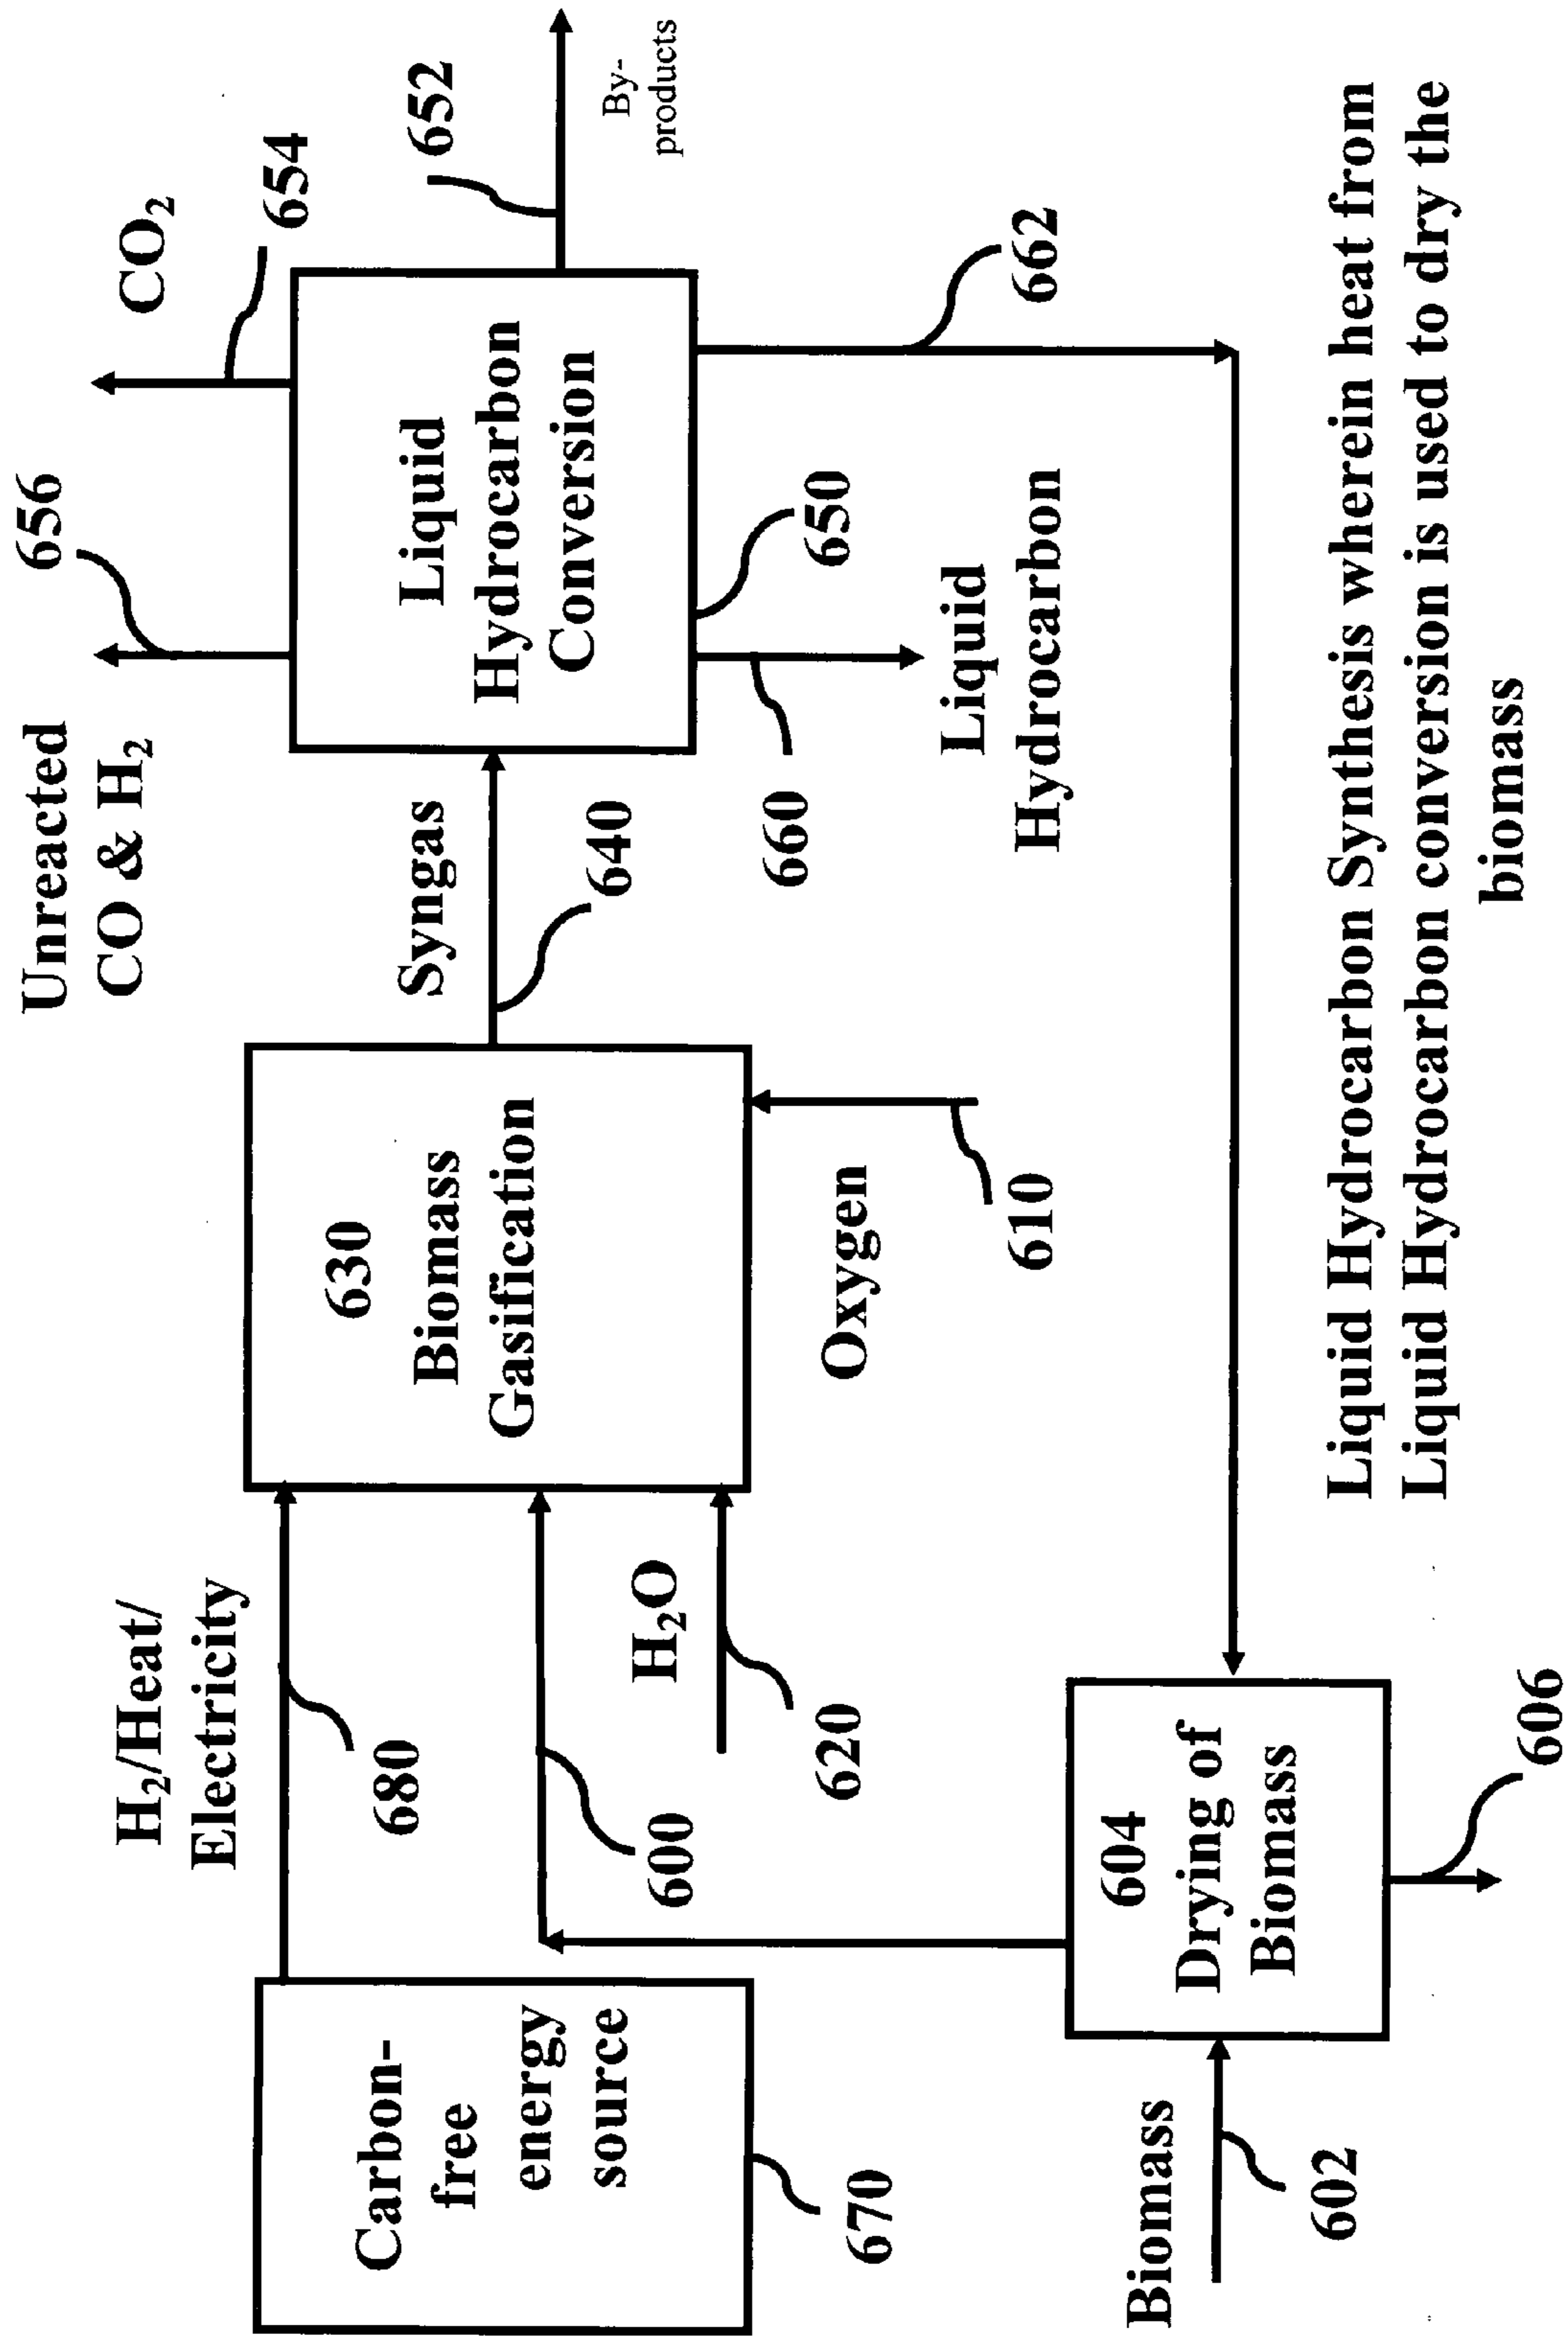 Unreacted
CO & H₂
656
CO₂
654
652
By-
products
Liquid
Hydrocarbon
Conversion
Syngas
640
650
660
Liquid
Hydrocarbon
662
H₂/Heat/
Electricity
680
630
Biomass
Gasification
600
H₂O
620
Oxygen
610
Carbon-
free
energy
source
670
Biomass
602
604
Drying of
Biomass
606
Liquid Hydrocarbon Synthesis wherein heat from
Liquid Hydrocarbon conversion is used to dry the
biomass